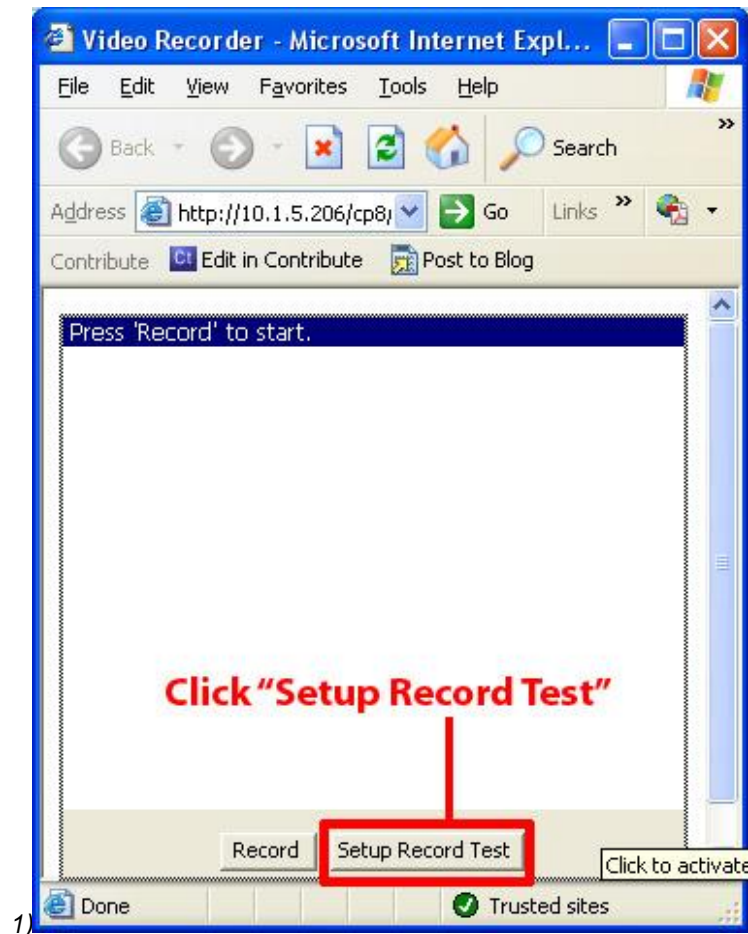 Video Recorder - Microsoft Internet Expl...
File Edit View Favorites Tools Help
Back Search »
Address http://10.1.5.206/cp8/ Go Links »
Contribute Ct Edit in Contribute Post to Blog
Press 'Record' to start.
Click "Setup Record Test"
Record Setup Record Test
Click to activate
Done Trusted sites
1)